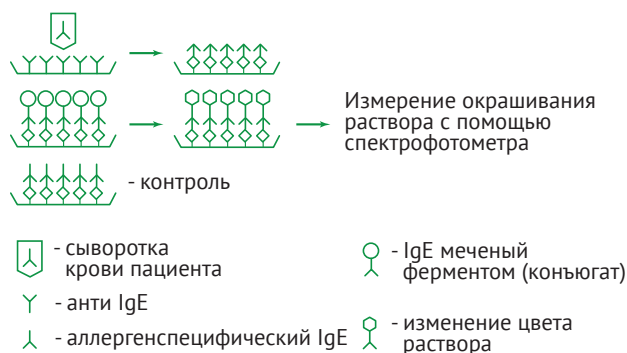 Измерение окрашивания
раствора с помощью
спектрофотометра
- контроль
- сыворотка
крови пациента
- анти IgE
- аллергенспецифический IgE
- IgE меченый
ферментом (конъюгат)
- изменение цвета
раствора